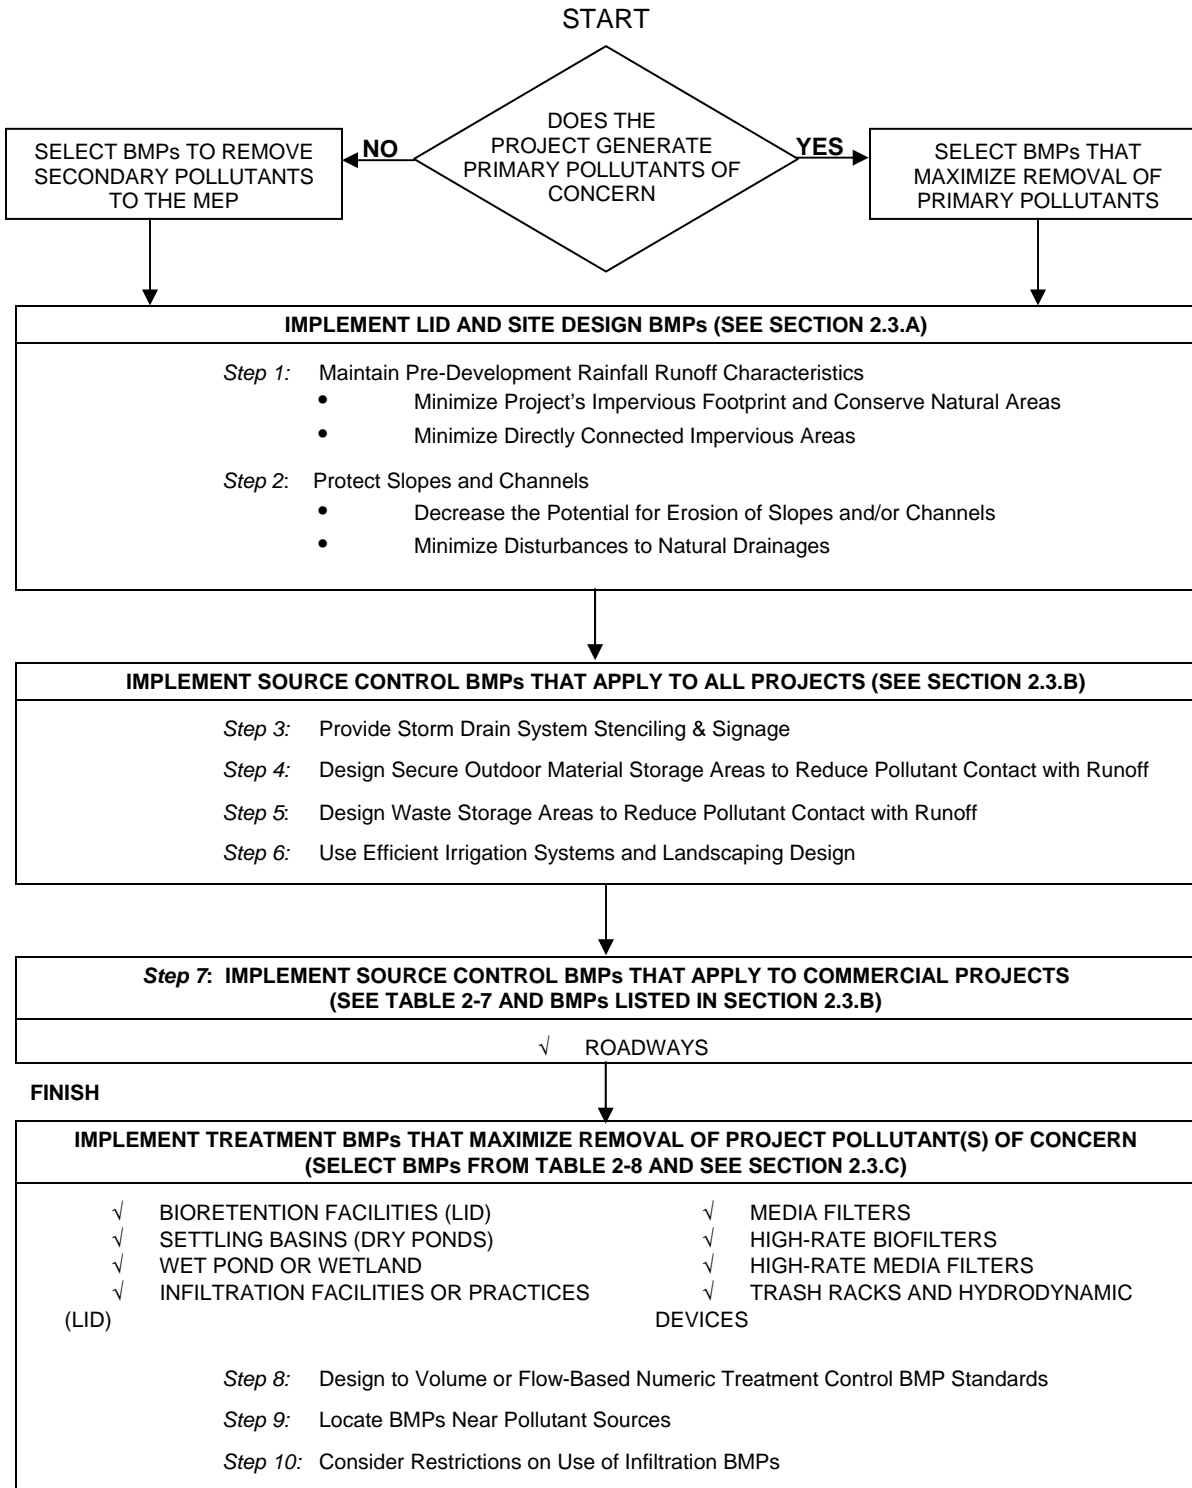 START
DOES THE
PROJECT GENERATE
PRIMARY POLLUTANTS OF
CONCERN
NO
YES
SELECT BMPs TO REMOVE
SECONDARY POLLUTANTS
TO THE MEP
SELECT BMPs THAT
MAXIMIZE REMOVAL OF
PRIMARY POLLUTANTS
IMPLEMENT LID AND SITE DESIGN BMPs (SEE SECTION 2.3.A)
Step 1: Maintain Pre-Development Rainfall Runoff Characteristics
• Minimize Project's Impervious Footprint and Conserve Natural Areas
• Minimize Directly Connected Impervious Areas
Step 2: Protect Slopes and Channels
• Decrease the Potential for Erosion of Slopes and/or Channels
• Minimize Disturbances to Natural Drainages
IMPLEMENT SOURCE CONTROL BMPs THAT APPLY TO ALL PROJECTS (SEE SECTION 2.3.B)
Step 3: Provide Storm Drain System Stenciling & Signage
Step 4: Design Secure Outdoor Material Storage Areas to Reduce Pollutant Contact with Runoff
Step 5: Design Waste Storage Areas to Reduce Pollutant Contact with Runoff
Step 6: Use Efficient Irrigation Systems and Landscaping Design
Step 7: IMPLEMENT SOURCE CONTROL BMPs THAT APPLY TO COMMERCIAL PROJECTS
(SEE TABLE 2-7 AND BMPs LISTED IN SECTION 2.3.B)
√ ROADWAYS
FINISH
IMPLEMENT TREATMENT BMPs THAT MAXIMIZE REMOVAL OF PROJECT POLLUTANT(S) OF CONCERN
(SELECT BMPs FROM TABLE 2-8 AND SEE SECTION 2.3.C)
√ BIORETENTION FACILITIES (LID)
√ SETTLING BASINS (DRY PONDS)
√ WET POND OR WETLAND
√ INFILTRATION FACILITIES OR PRACTICES
(LID)
√ MEDIA FILTERS
√ HIGH-RATE BIOFILTERS
√ HIGH-RATE MEDIA FILTERS
√ TRASH RACKS AND HYDRODYNAMIC
DEVICES
Step 8: Design to Volume or Flow-Based Numeric Treatment Control BMP Standards
Step 9: Locate BMPs Near Pollutant Sources
Step 10: Consider Restrictions on Use of Infiltration BMPs